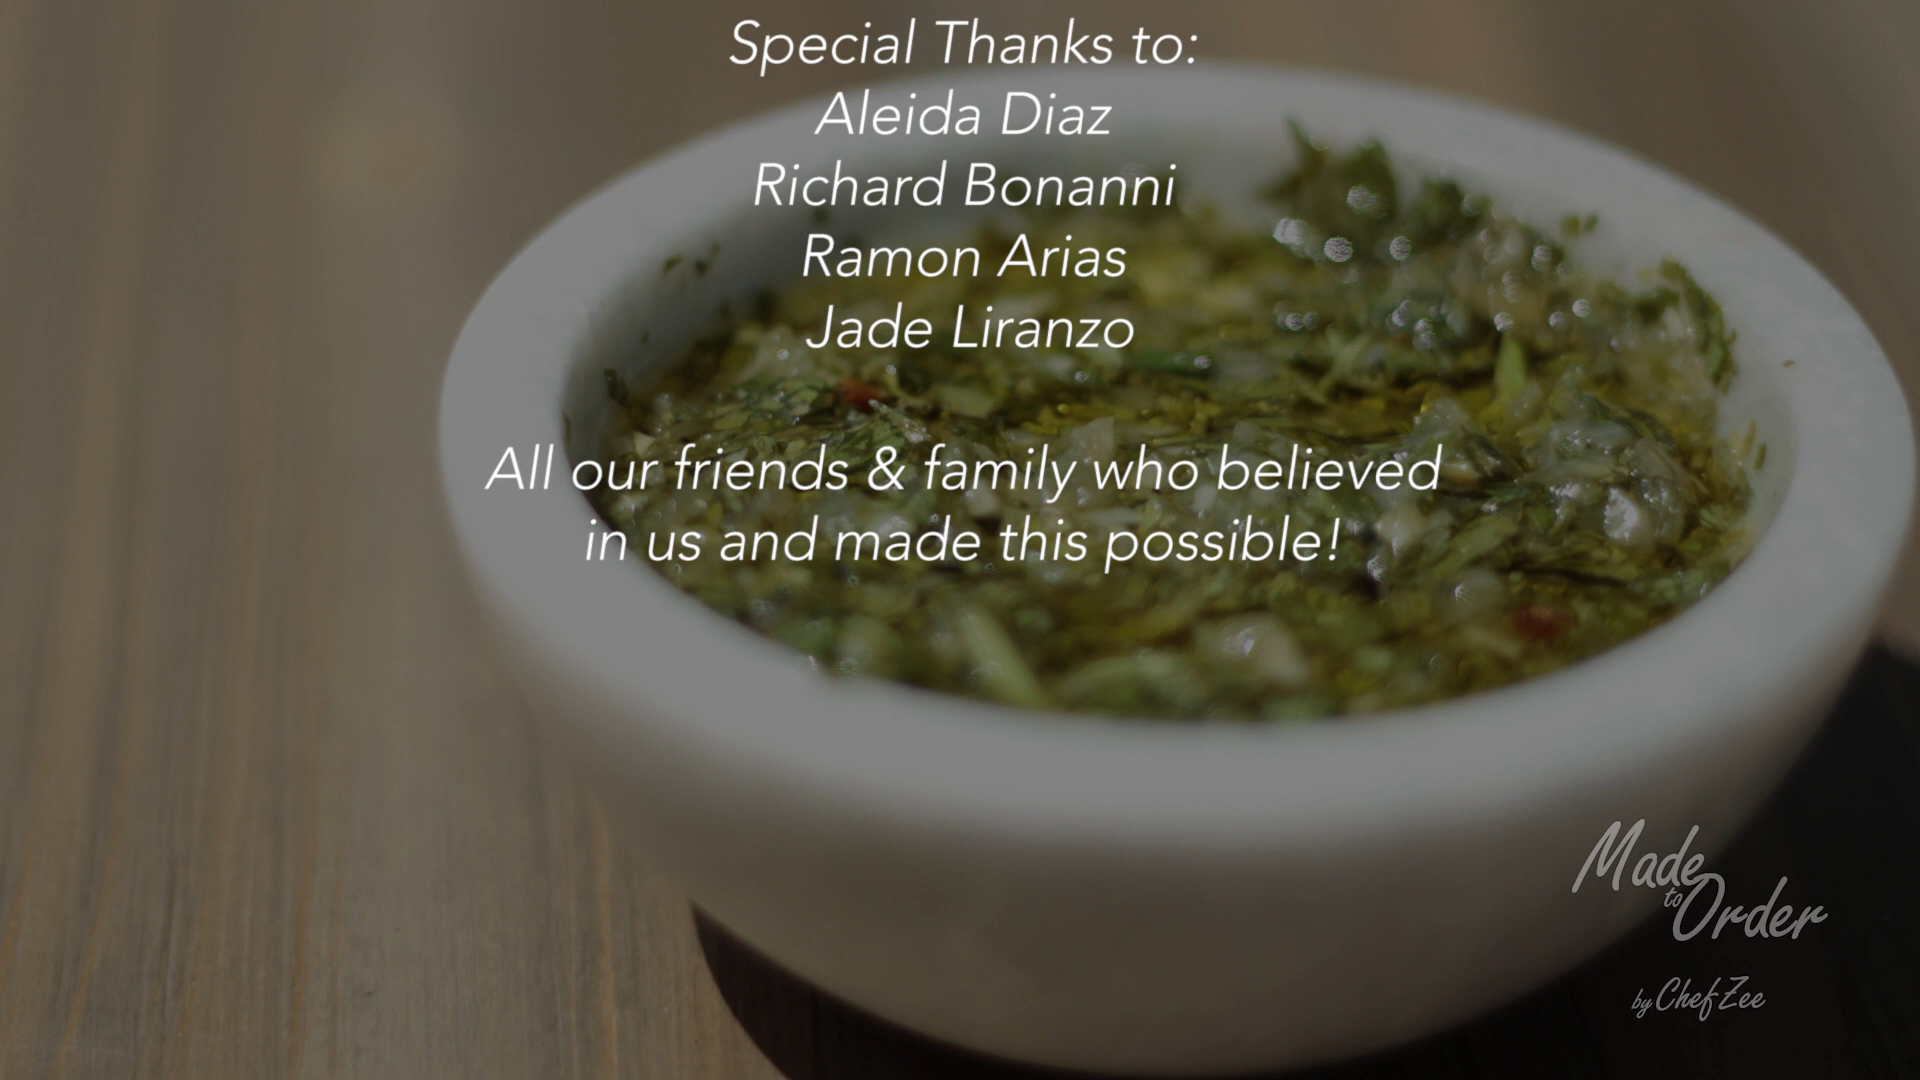 Special Thanks to:
Aleida Diaz
Richard Bonanni
Ramon Arias
Jade Liranzo
All our friends & family who believed
in us and made this possible!
Made
to
Order
by Chef Zee